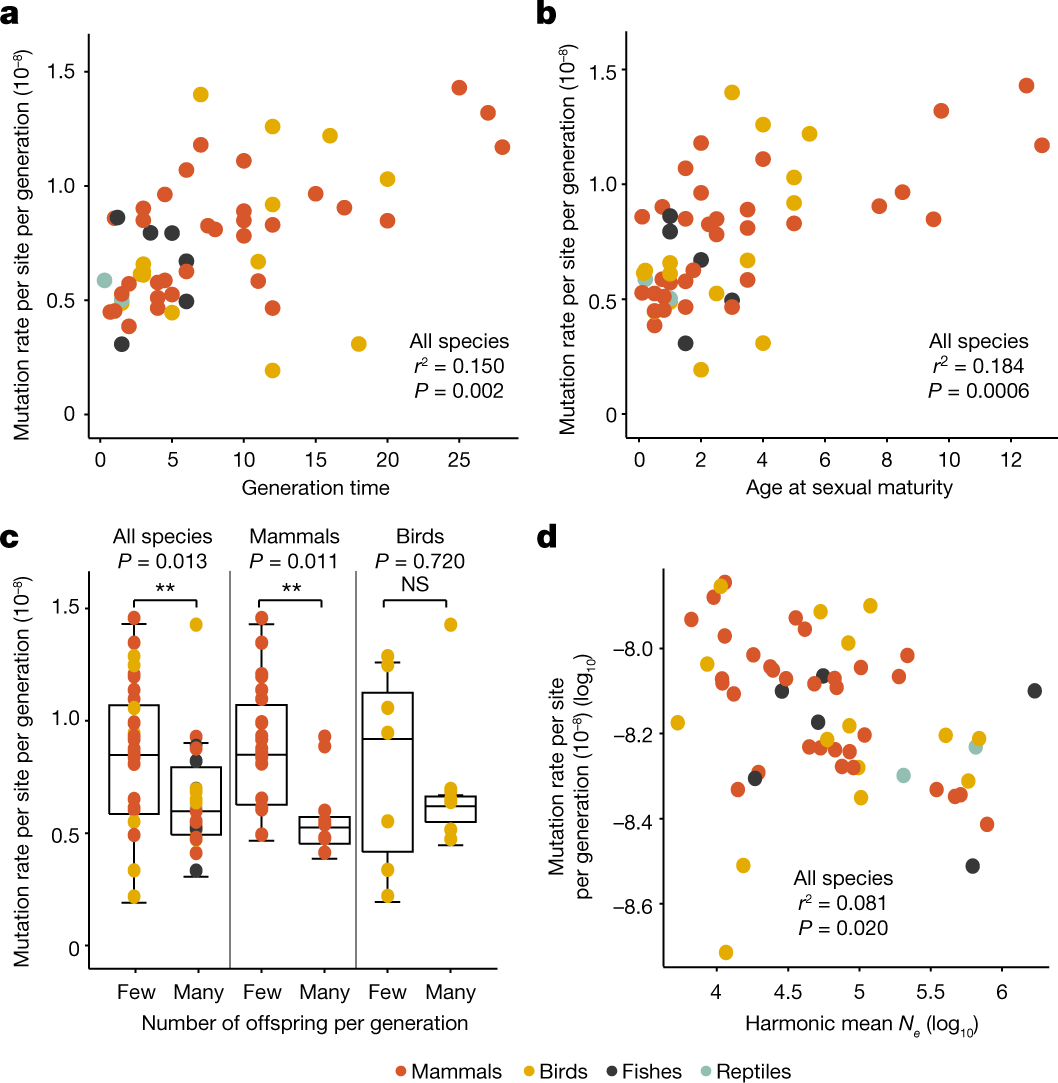 a
Mutation rate per site per generation (10⁻⁸)
1.5
1.0
0.5
0
All species
r² = 0.150
P = 0.002
0 5 10 15 20 25
Generation time
b
Mutation rate per site per generation (10⁻⁸)
1.5
1.0
0.5
0
All species
r² = 0.184
P = 0.0006
0 2 4 6 8 10 12
Age at sexual maturity
c
Mutation rate per site per generation (10⁻⁸)
All species Mammals Birds
P = 0.013 P = 0.011 P = 0.720
** ** NS
1.5
1.0
0.5
0
Few Many Few Many Few Many
Number of offspring per generation
d
Mutation rate per site
per generation (10⁻⁸) (log₁₀)
−8.0
−8.2
−8.4
−8.6
All species
r² = 0.081
P = 0.020
4 4.5 5 5.5 6
Harmonic mean Nₑ (log₁₀)
Mammals Birds Fishes Reptiles